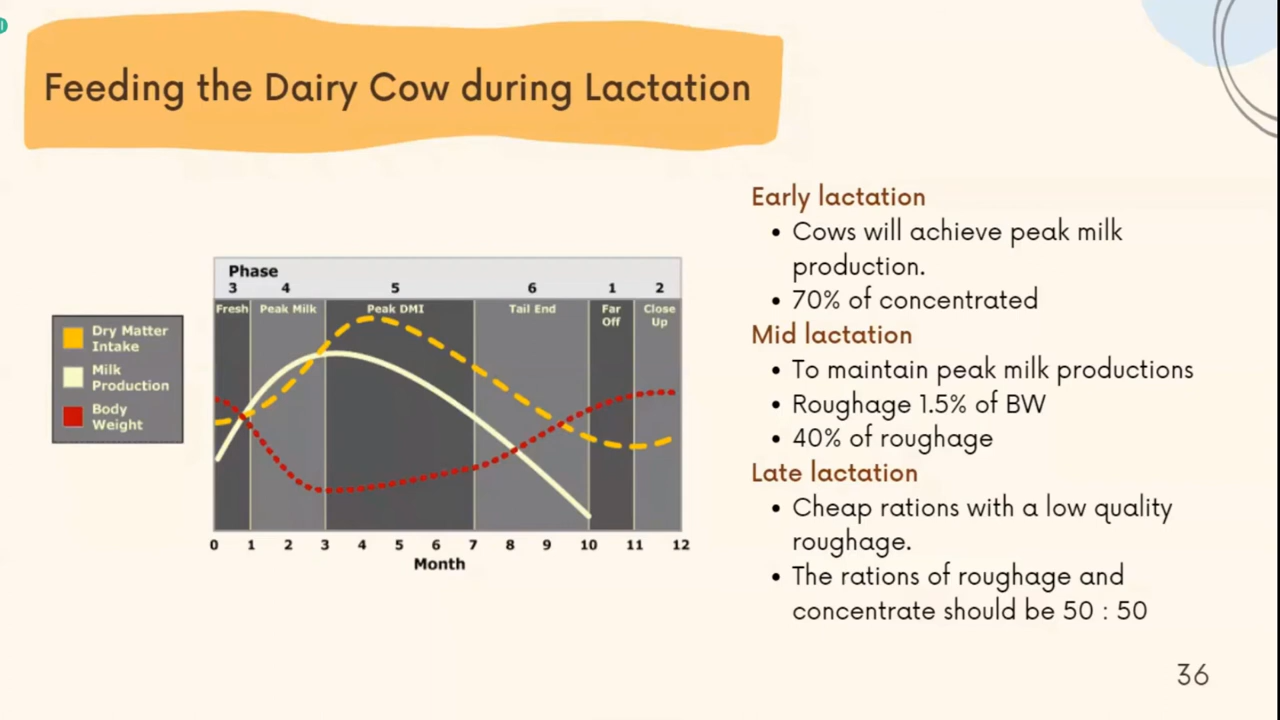 Feeding the Dairy Cow during Lactation
Dry Matter
Intake
Milk
Production
Body
Weight
Phase
3 4 5 6 1 2
Fresh Peak Milk Peak DMI Tail End Far Close
Off Up
0 1 2 3 4 5 6 7 8 9 10 11 12
Month
Early lactation
• Cows will achieve peak milk
production.
• 70% of concentrated
Mid lactation
• To maintain peak milk productions
• Roughage 1.5% of BW
• 40% of roughage
Late lactation
• Cheap rations with a low quality
roughage.
• The rations of roughage and
concentrate should be 50 : 50
36